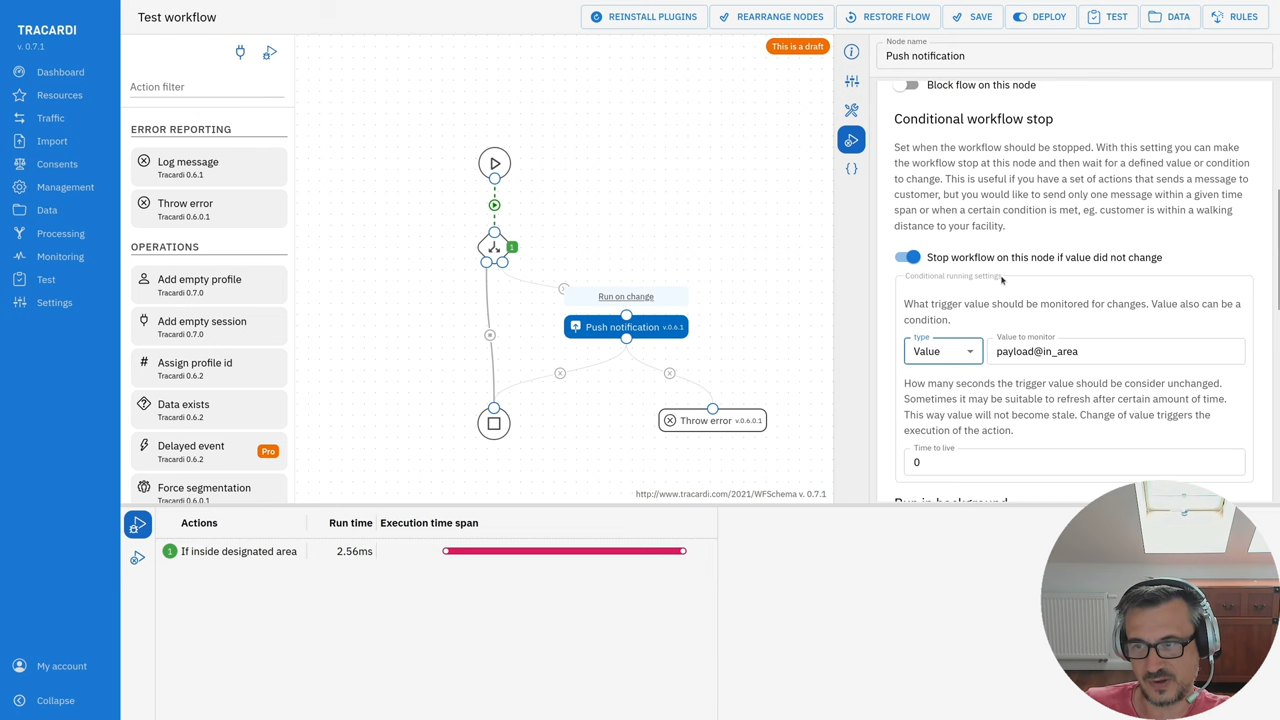 TRACARDI
v. 0.7.1
Dashboard
Resources
Traffic
Import
Consents
Management
Data
Processing
Monitoring
Test
Settings
My account
Collapse
Test workflow
REINSTALL PLUGINS
REARRANGE NODES
RESTORE FLOW
SAVE
DEPLOY
TEST
DATA
RULES
Action filter
ERROR REPORTING
Log message
Tracardi 0.6.1
Throw error
Tracardi 0.6.0.1
OPERATIONS
Add empty profile
Tracardi 0.7.0
Add empty session
Tracardi 0.7.0
Assign profile id
Tracardi 0.6.2
Data exists
Tracardi 0.6.2
Delayed event
Tracardi 0.6.2
Pro
Force segmentation
Tracardi 0.6.0.1
This is a draft
1
Run on change
Push notification v.0.6.1
Throw error v.0.6.0.1
http://www.tracardi.com/2021/WFSchema v. 0.7.1
Node name
Push notification
Block flow on this node
Conditional workflow stop
Set when the workflow should be stopped. With this setting you can make
the workflow stop at this node and then wait for a defined value or condition
to change. This is useful if you have a set of actions that sends a message to
customer, but you would like to send only one message within a given time
span or when a certain condition is met, eg. customer is within a walking
distance to your facility.
Stop workflow on this node if value did not change
Conditional running settings
What trigger value should be monitored for changes. Value also can be a
condition.
type
Value
Value to monitor
payload@in_area
How many seconds the trigger value should be consider unchanged.
Sometimes it may be suitable to refresh after certain amount of time.
This way value will not become stale. Change of value triggers the
execution of the action.
Time to live
0
Run in background
Actions
Run time
Execution time span
1
If inside designated area
2.56ms